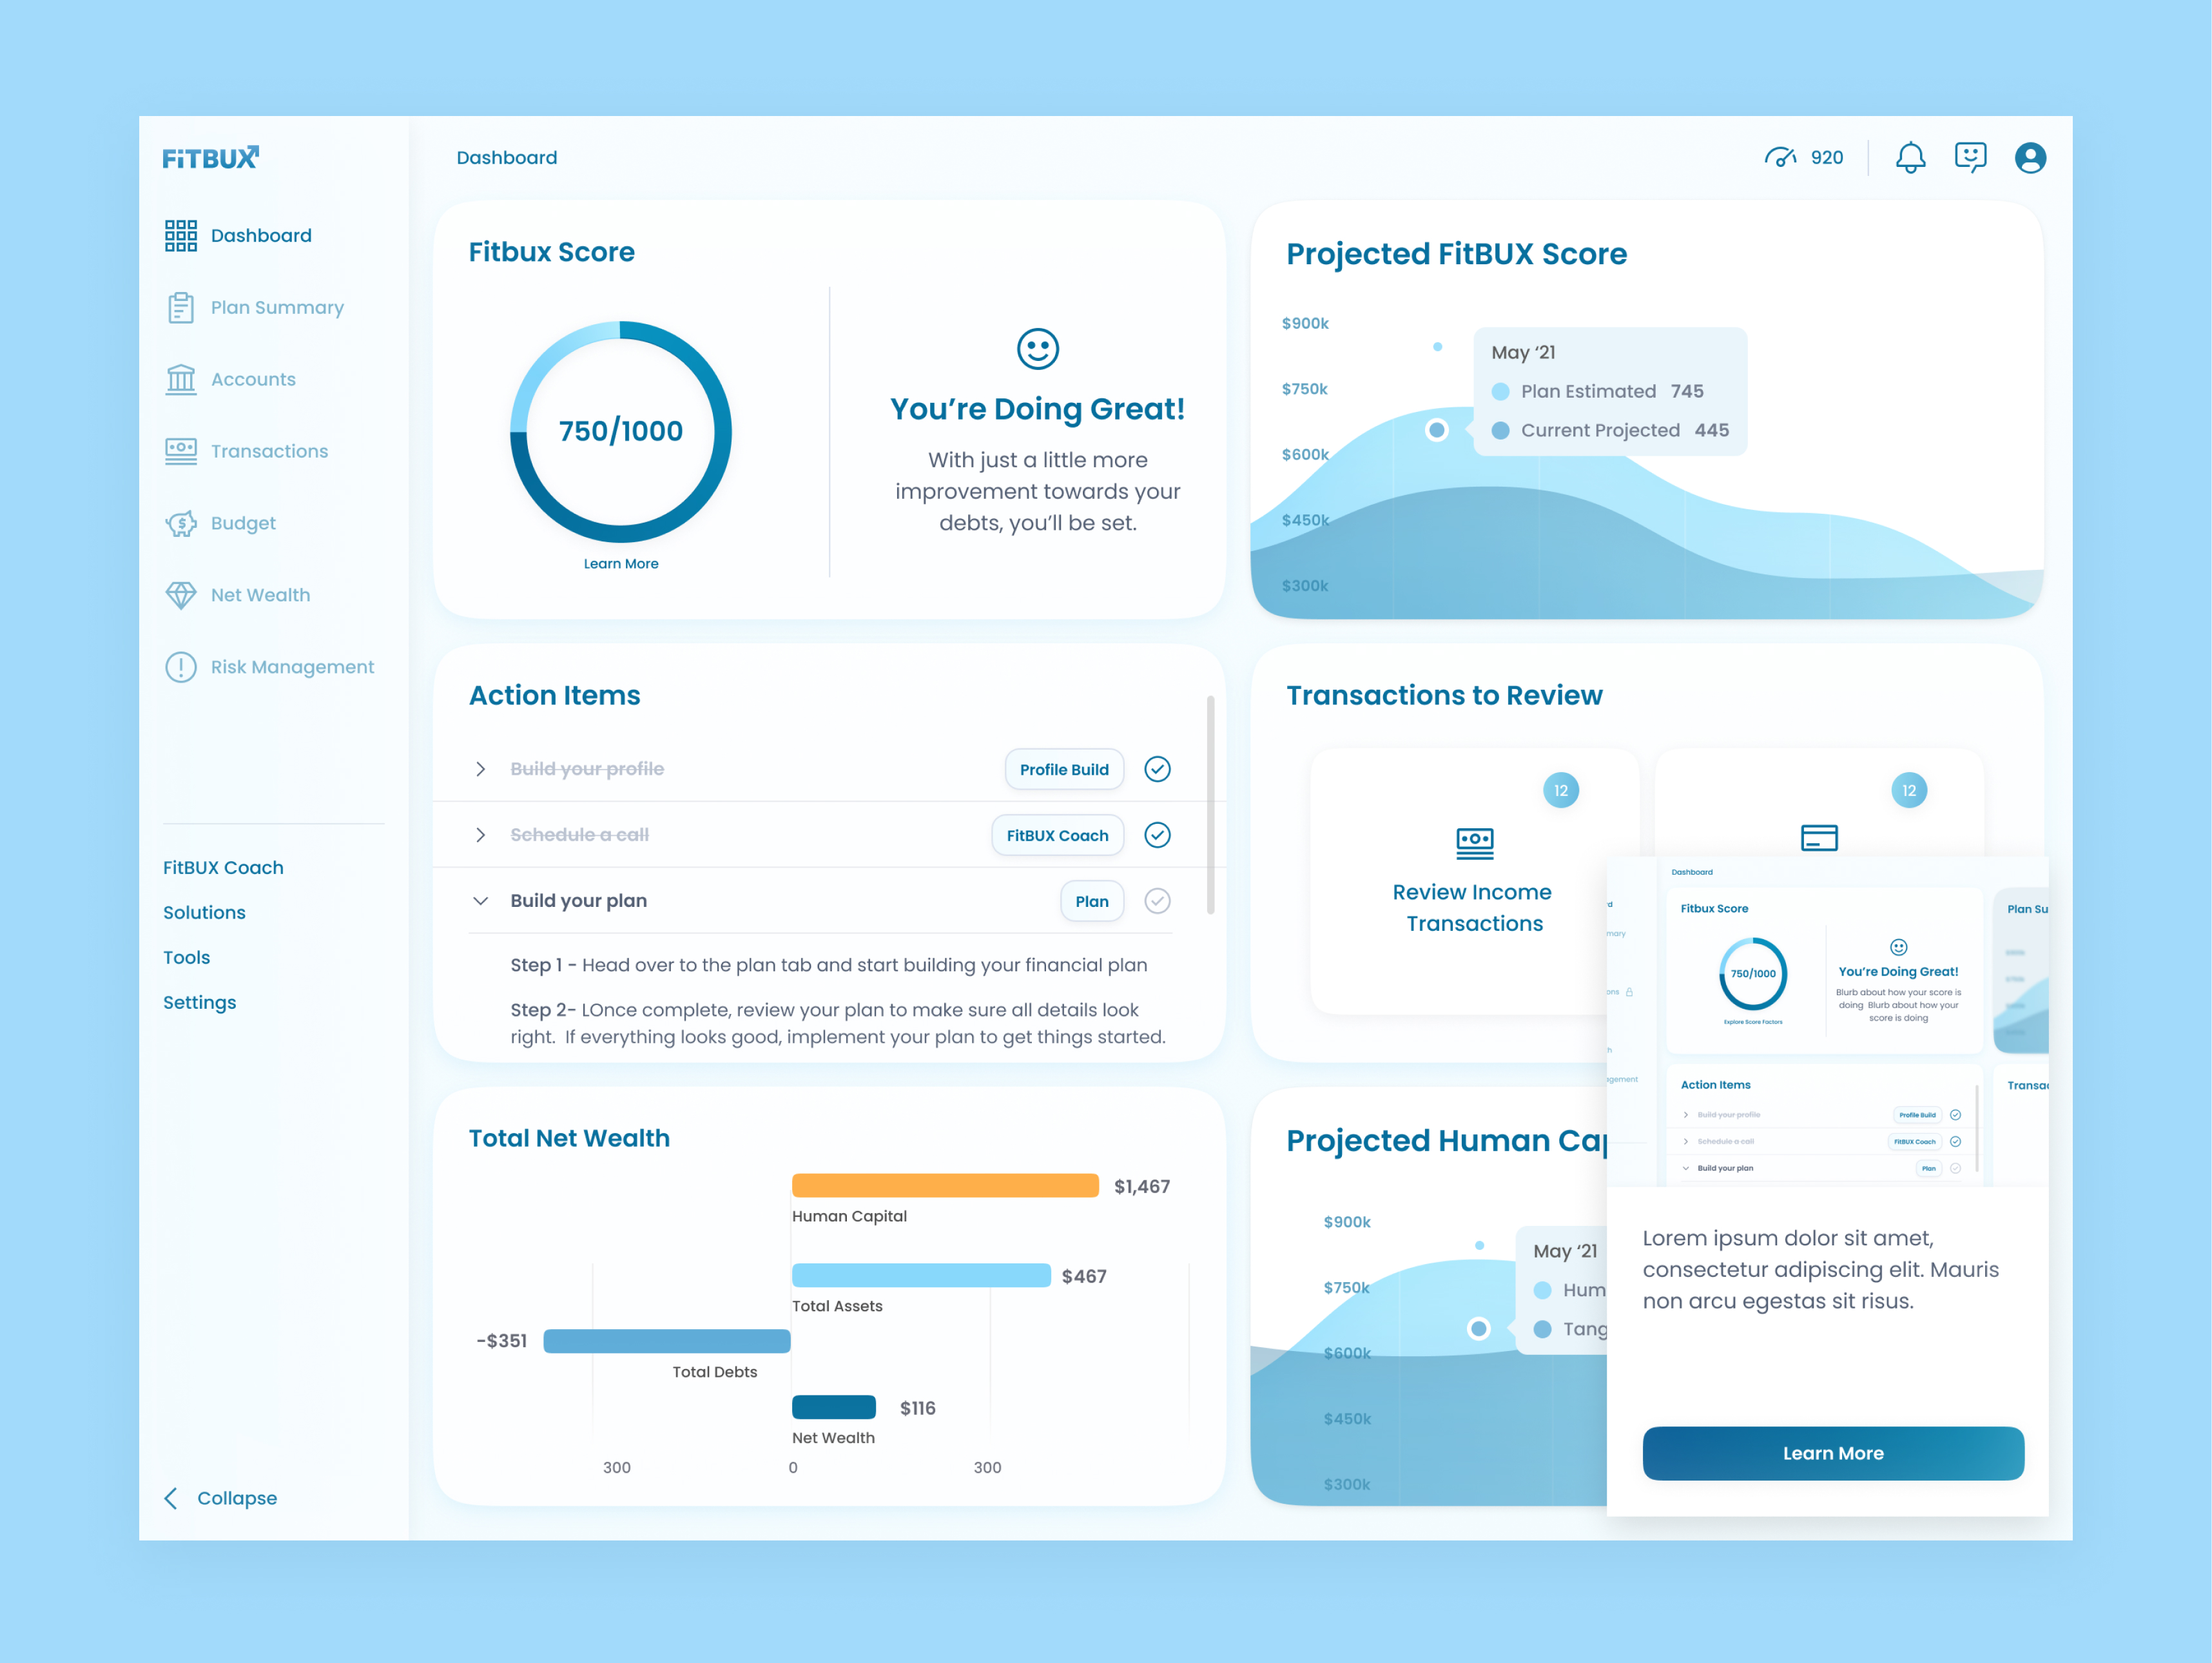 FiTBUX
Dashboard
Plan Summary
Accounts
Transactions
Budget
Net Wealth
Risk Management
FitBUX Coach
Solutions
Tools
Settings
Collapse
Dashboard
920
Fitbux Score
750/1000
Learn More
You’re Doing Great!
With just a little more
improvement towards your
debts, you’ll be set.
Projected FitBUX Score
$900k
$750k
$600k
$450k
$300k
May ‘21
Plan Estimated 745
Current Projected 445
Action Items
Build your profile
Profile Build
Schedule a call
FitBUX Coach
Build your plan
Plan
Step 1 - Head over to the plan tab and start building your financial plan
Step 2- LOnce complete, review your plan to make sure all details look
right. If everything looks good, implement your plan to get things started.
Transactions to Review
12
Review Income
Transactions
12
Total Net Wealth
$1,467
Human Capital
$467
Total Assets
-$351
Total Debts
$116
Net Wealth
300
0
300
Projected Human Cap
$900k
$750k
$600k
$450k
$300k
May ‘21
Hum
Tang
Dashboard
rd
mary
ons
h
agement
Fitbux Score
750/1000
Explore Score Factors
You’re Doing Great!
Blurb about how your score is
doing Blurb about how your
score is doing
Plan Su
Action Items
Build your profile
Profile Build
Schedule a call
FitBUX Coach
Build your plan
Plan
Transac
Lorem ipsum dolor sit amet,
consectetur adipiscing elit. Mauris
non arcu egestas sit risus.
Learn More